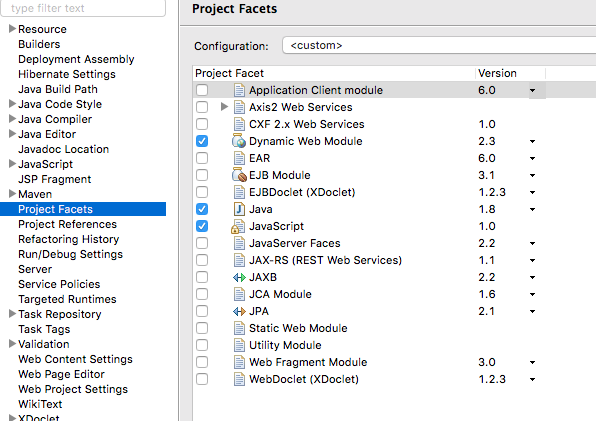 type filter text
Resource
Builders
Deployment Assembly
Hibernate Settings
Java Build Path
Java Code Style
Java Compiler
Java Editor
Javadoc Location
JavaScript
JSP Fragment
Maven
Project Facets
Project References
Refactoring History
Run/Debug Settings
Server
Service Policies
Targeted Runtimes
Task Repository
Task Tags
Validation
Web Content Settings
Web Page Editor
Web Project Settings
WikiText
XDoclet
Project Facets
Configuration: <custom>
Project Facet Version
Application Client module 6.0
Axis2 Web Services
CXF 2.x Web Services 1.0
Dynamic Web Module 2.3
EAR 6.0
EJB Module 3.1
EJBDoclet (XDoclet) 1.2.3
Java 1.8
JavaScript 1.0
JavaServer Faces 2.2
JAX-RS (REST Web Services) 1.1
JAXB 2.2
JCA Module 1.6
JPA 2.1
Static Web Module
Utility Module
Web Fragment Module 3.0
WebDoclet (XDoclet) 1.2.3